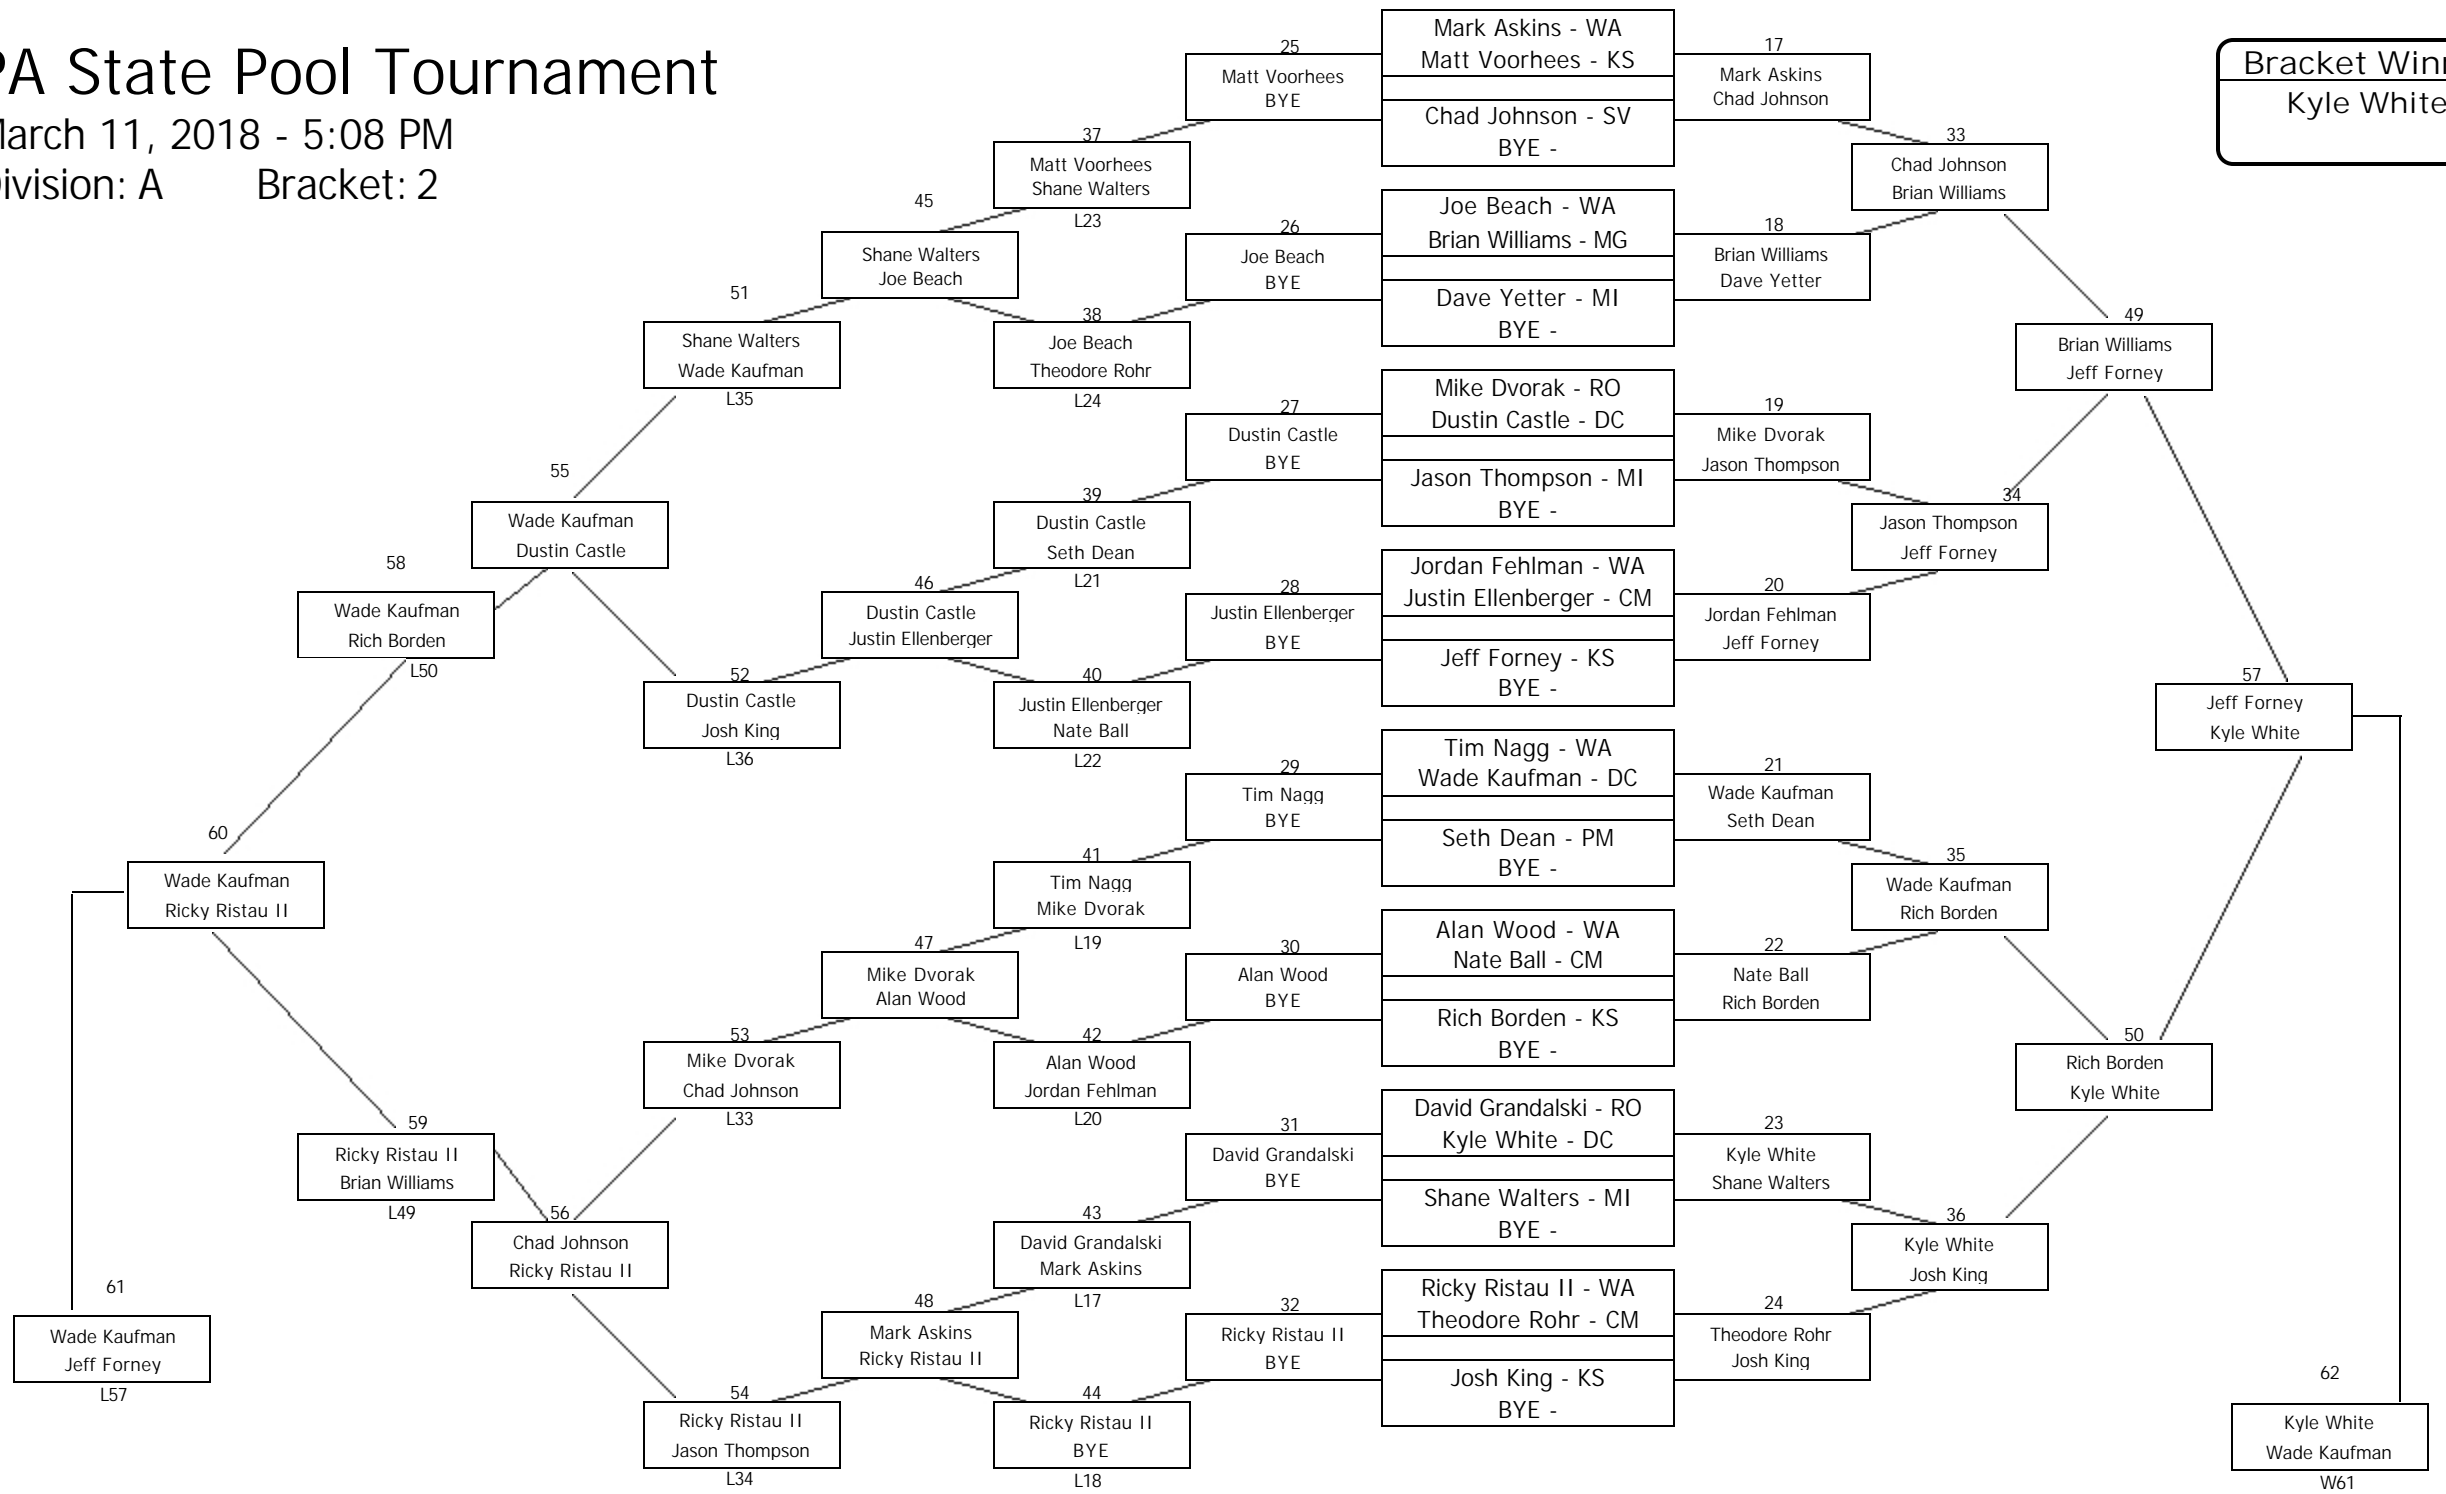 PA State Pool Tournament
March 11, 2018 - 5:08 PM
Division: A Bracket: 2
Bracket Win
Kyle White
60
Wade Kaufman
Ricky Ristau II
61
Wade Kaufman
Jeff Forney
L57
58
Wade Kaufman
Rich Borden
L50
59
Ricky Ristau II
Brian Williams
L49
55
Wade Kaufman
Dustin Castle
56
Chad Johnson
Ricky Ristau II
51
Shane Walters
Wade Kaufman
L35
52
Dustin Castle
Josh King
L36
53
Mike Dvorak
Chad Johnson
L33
54
Ricky Ristau II
Jason Thompson
L34
45
Shane Walters
Joe Beach
46
Dustin Castle
Justin Ellenberger
47
Mike Dvorak
Alan Wood
48
Mark Askins
Ricky Ristau II
37
Matt Voorhees
Shane Walters
L23
38
Joe Beach
Theodore Rohr
L24
39
Dustin Castle
Seth Dean
L21
40
Justin Ellenberger
Nate Ball
L22
41
Tim Nagg
Mike Dvorak
L19
42
Alan Wood
Jordan Fehlman
L20
43
David Grandalski
Mark Askins
L17
44
Ricky Ristau II
BYE
L18
25
Matt Voorhees
BYE
26
Joe Beach
BYE
27
Dustin Castle
BYE
28
Justin Ellenberger
BYE
29
Tim Nagg
BYE
30
Alan Wood
BYE
31
David Grandalski
BYE
32
Ricky Ristau II
BYE
Mark Askins - WA
Matt Voorhees - KS
Chad Johnson - SV
BYE -
Joe Beach - WA
Brian Williams - MG
Dave Yetter - MI
BYE -
Mike Dvorak - RO
Dustin Castle - DC
Jason Thompson - MI
BYE -
Jordan Fehlman - WA
Justin Ellenberger - CM
Jeff Forney - KS
BYE -
Tim Nagg - WA
Wade Kaufman - DC
Seth Dean - PM
BYE -
Alan Wood - WA
Nate Ball - CM
Rich Borden - KS
BYE -
David Grandalski - RO
Kyle White - DC
Shane Walters - MI
BYE -
Ricky Ristau II - WA
Theodore Rohr - CM
Josh King - KS
BYE -
17
Mark Askins
Chad Johnson
18
Brian Williams
Dave Yetter
19
Mike Dvorak
Jason Thompson
20
Jordan Fehlman
Jeff Forney
21
Wade Kaufman
Seth Dean
22
Nate Ball
Rich Borden
23
Kyle White
Shane Walters
24
Theodore Rohr
Josh King
33
Chad Johnson
Brian Williams
34
Jason Thompson
Jeff Forney
35
Wade Kaufman
Rich Borden
36
Kyle White
Josh King
49
Brian Williams
Jeff Forney
50
Rich Borden
Kyle White
57
Jeff Forney
Kyle White
62
Kyle White
Wade Kaufman
W61